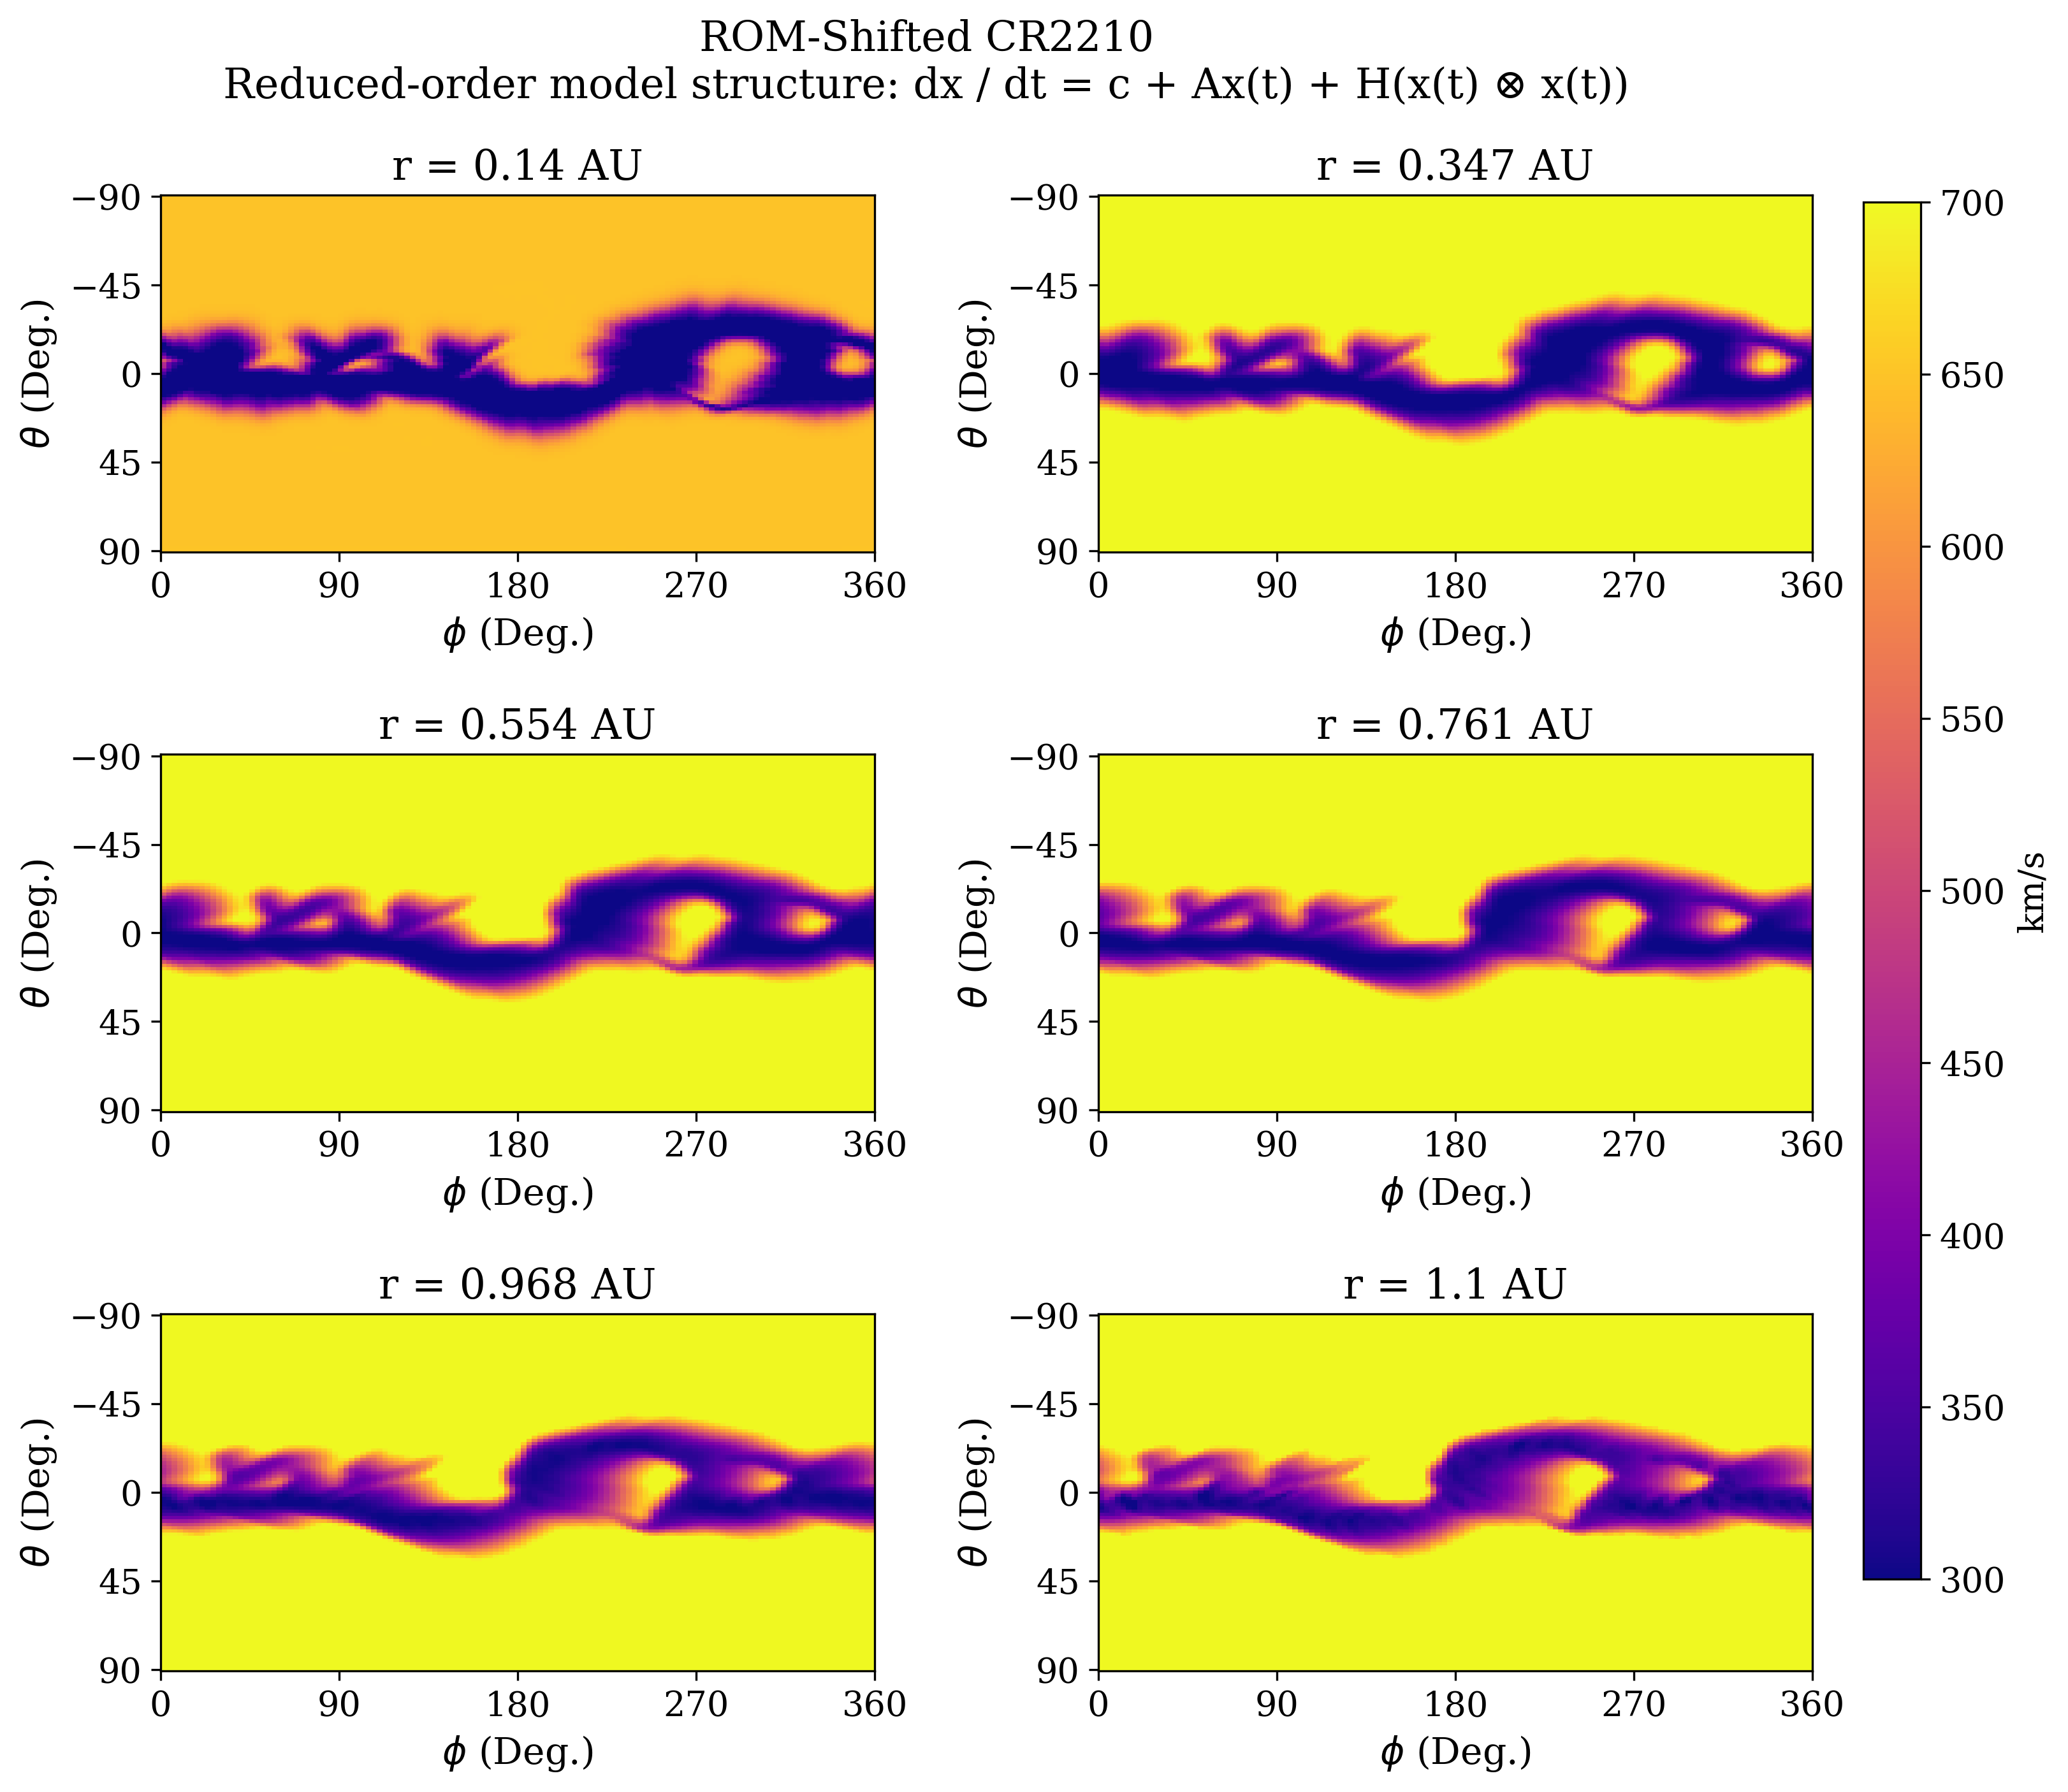 ROM-Shifted CR2210
Reduced-order model structure: dx / dt = c + Ax(t) + H(x(t) ⊗ x(t))
r = 0.14 AU
−90
−45
0
45
90
θ (Deg.)
0 90 180 270 360
ϕ (Deg.)
r = 0.347 AU
−90
−45
0
45
90
θ (Deg.)
0 90 180 270 360
ϕ (Deg.)
r = 0.554 AU
−90
−45
0
45
90
θ (Deg.)
0 90 180 270 360
ϕ (Deg.)
r = 0.761 AU
−90
−45
0
45
90
θ (Deg.)
0 90 180 270 360
ϕ (Deg.)
r = 0.968 AU
−90
−45
0
45
90
θ (Deg.)
0 90 180 270 360
ϕ (Deg.)
r = 1.1 AU
−90
−45
0
45
90
θ (Deg.)
0 90 180 270 360
ϕ (Deg.)
700
650
600
550
500
450
400
350
300
km/s